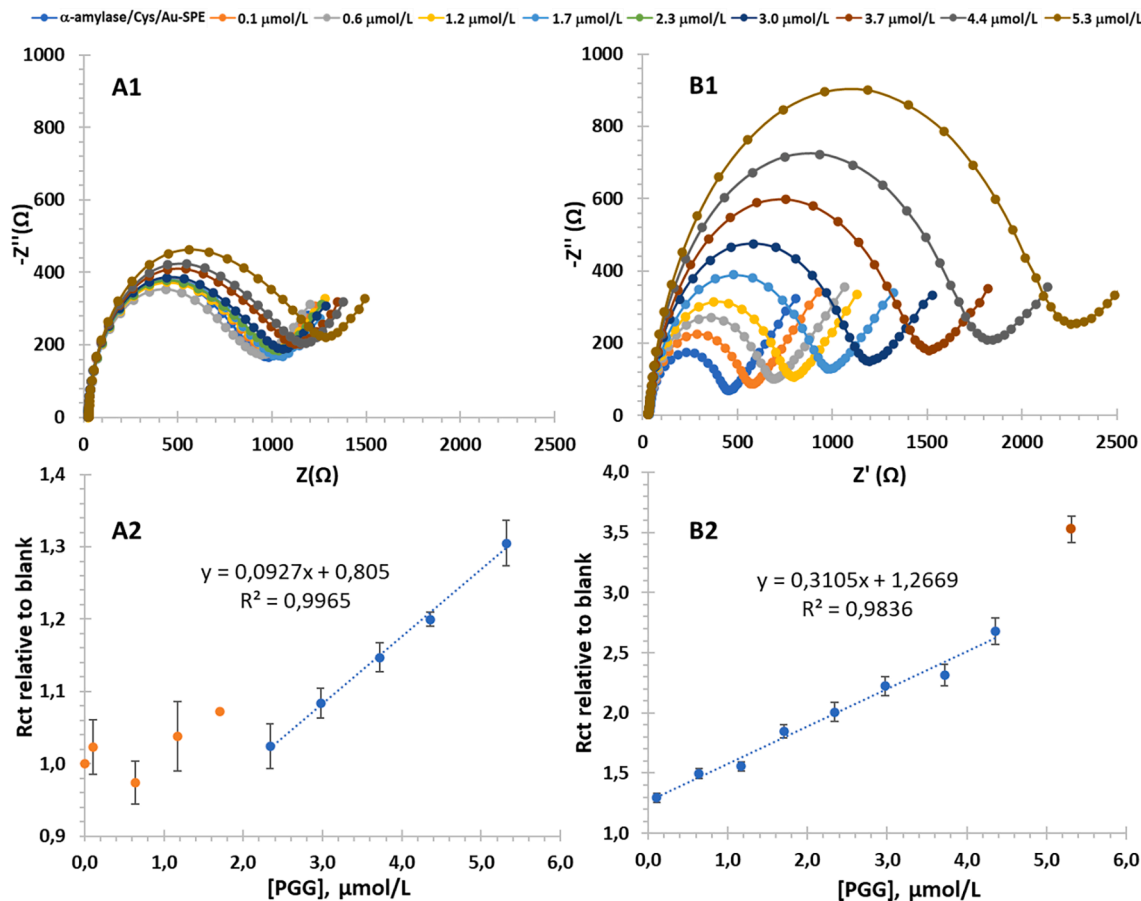 α-amylase/Cys/Au-SPE 0.1 µmol/L 0.6 µmol/L 1.2 µmol/L 1.7 µmol/L 2.3 µmol/L 3.0 µmol/L 3.7 µmol/L 4.4 µmol/L 5.3 µmol/L
A1
-Z''(Ω)
1000
800
600
400
200
0
0 500 1000 1500 2000 2500
Z(Ω)
B1
-Z'' (Ω)
1000
800
600
400
200
0
0 500 1000 1500 2000 2500
Z' (Ω)
A2
Rct relative to blank
1,4
1,3
1,2
1,1
1,0
0,9
y = 0,0927x + 0,805
R² = 0,9965
0,0 1,0 2,0 3,0 4,0 5,0 6,0
[PGG], µmol/L
B2
Rct relative to blank
4,0
3,5
3,0
2,5
2,0
1,5
1,0
y = 0,3105x + 1,2669
R² = 0,9836
0,0 1,0 2,0 3,0 4,0 5,0 6,0
[PGG], µmol/L